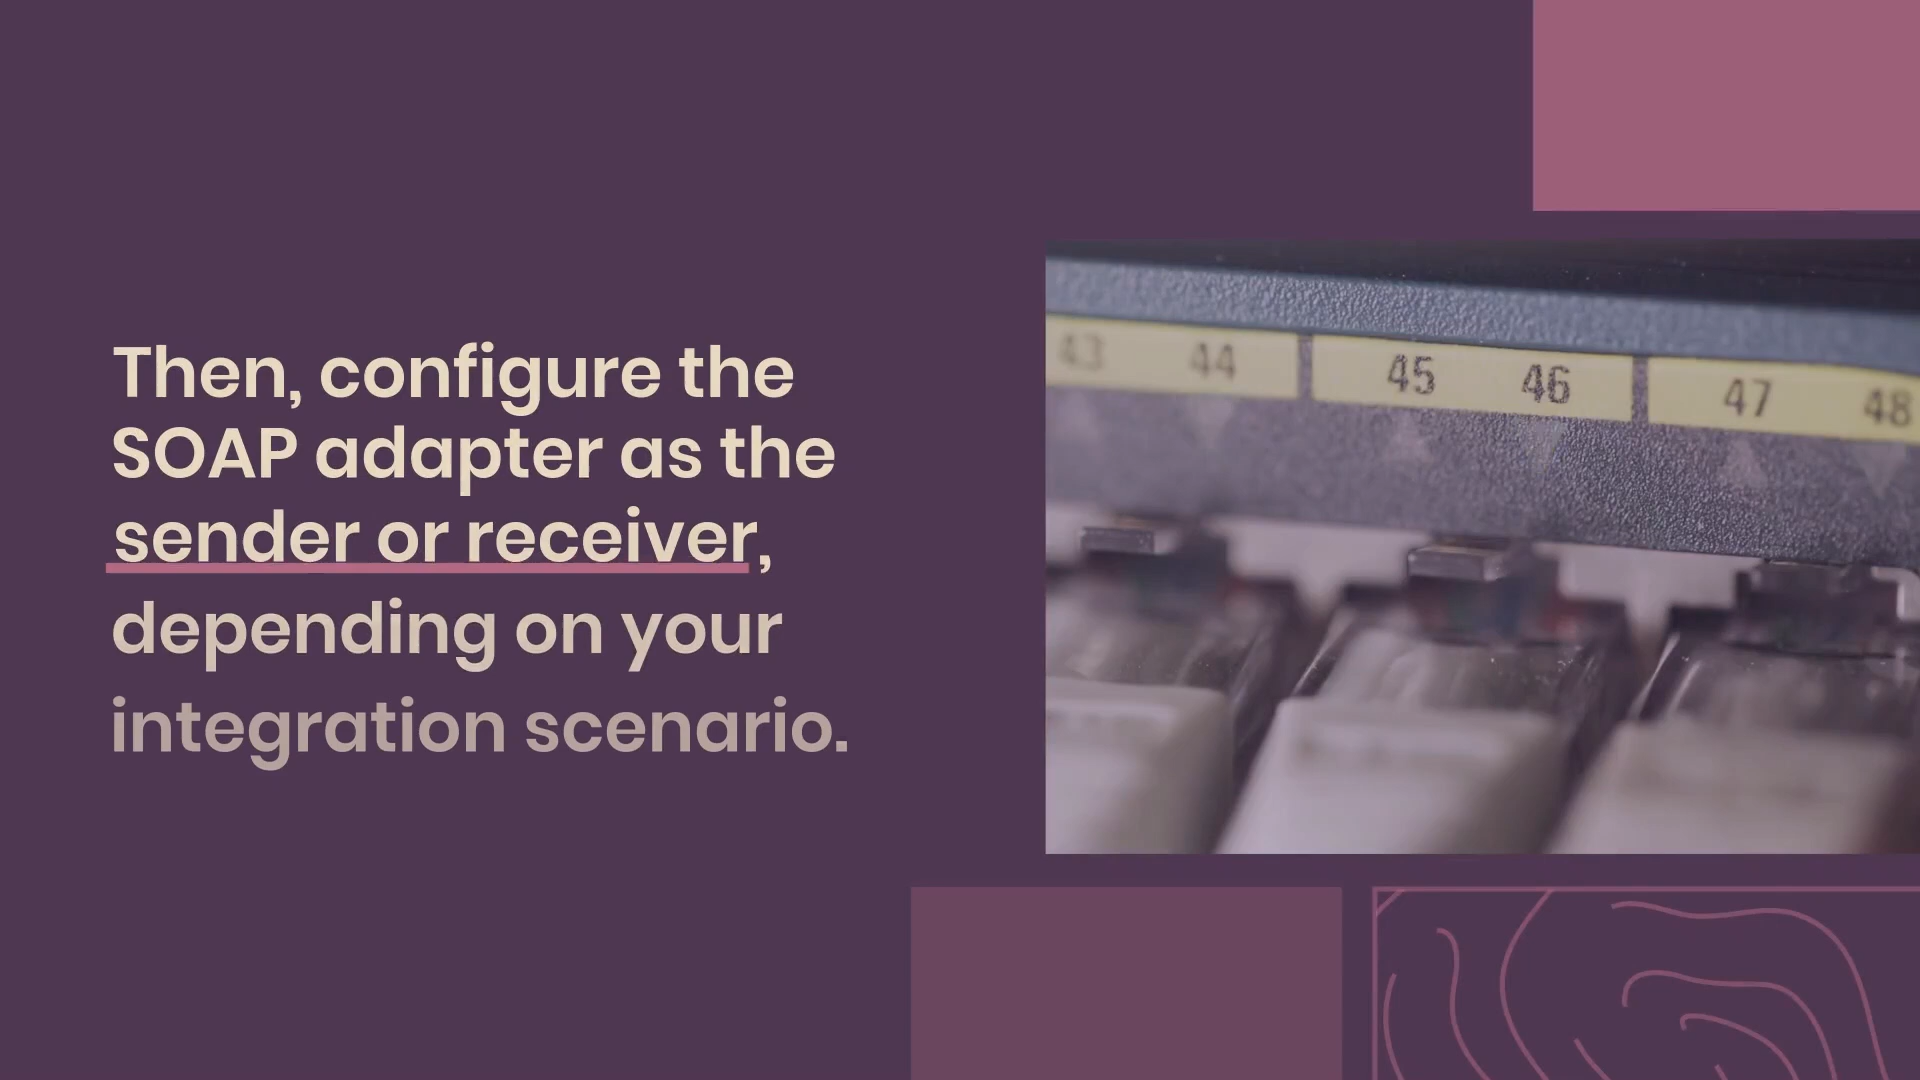 Then, configure the
SOAP adapter as the
sender or receiver,
depending on your
integration scenario.
43 44 45 46 47 48